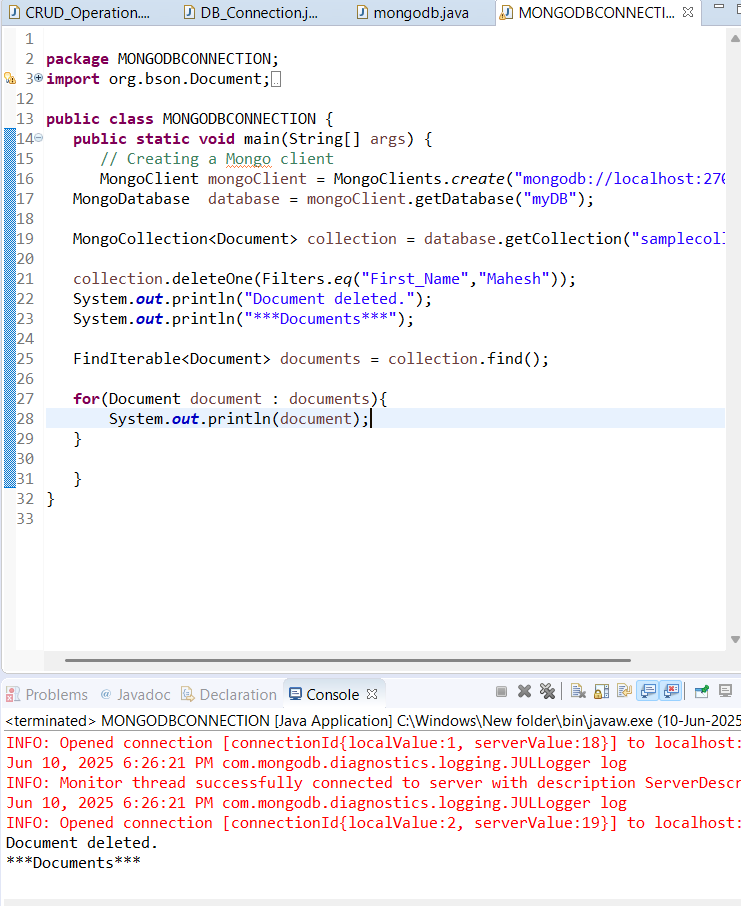 CRUD_Operation.... DB_Connection.j... mongodb.java MONGODBCONNECTI...
1
2 package MONGODBCONNECTION;
3 import org.bson.Document;
12
13 public class MONGODBCONNECTION {
14 public static void main(String[] args) {
15 // Creating a Mongo client
16 MongoClient mongoClient = MongoClients.create("mongodb://localhost:270
17 MongoDatabase database = mongoClient.getDatabase("myDB");
18
19 MongoCollection<Document> collection = database.getCollection("samplecoll
20
21 collection.deleteOne(Filters.eq("First_Name","Mahesh"));
22 System.out.println("Document deleted.");
23 System.out.println("***Documents***");
24
25 FindIterable<Document> documents = collection.find();
26
27 for(Document document : documents){
28 System.out.println(document);
29 }
30
31 }
32 }
33
Problems @ Javadoc Declaration Console
<terminated> MONGODBCONNECTION [Java Application] C:\Windows\New folder\bin\javaw.exe (10-Jun-2025
INFO: Opened connection [connectionId{localValue:1, serverValue:18}] to localhost:
Jun 10, 2025 6:26:21 PM com.mongodb.diagnostics.logging.JULLogger log
INFO: Monitor thread successfully connected to server with description ServerDescr
Jun 10, 2025 6:26:21 PM com.mongodb.diagnostics.logging.JULLogger log
INFO: Opened connection [connectionId{localValue:2, serverValue:19}] to localhost:
Document deleted.
***Documents***